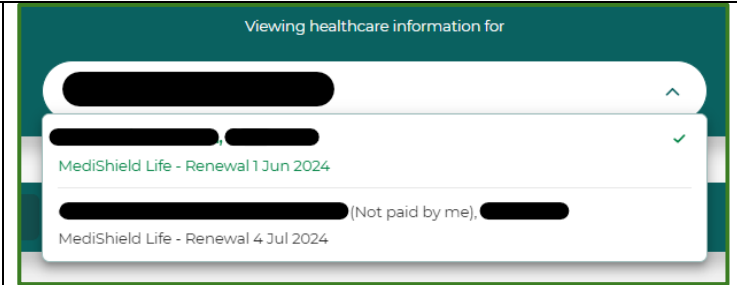 Viewing healthcare information for
,
MediShield Life - Renewal 1 Jun 2024
(Not paid by me),
MediShield Life - Renewal 4 Jul 2024